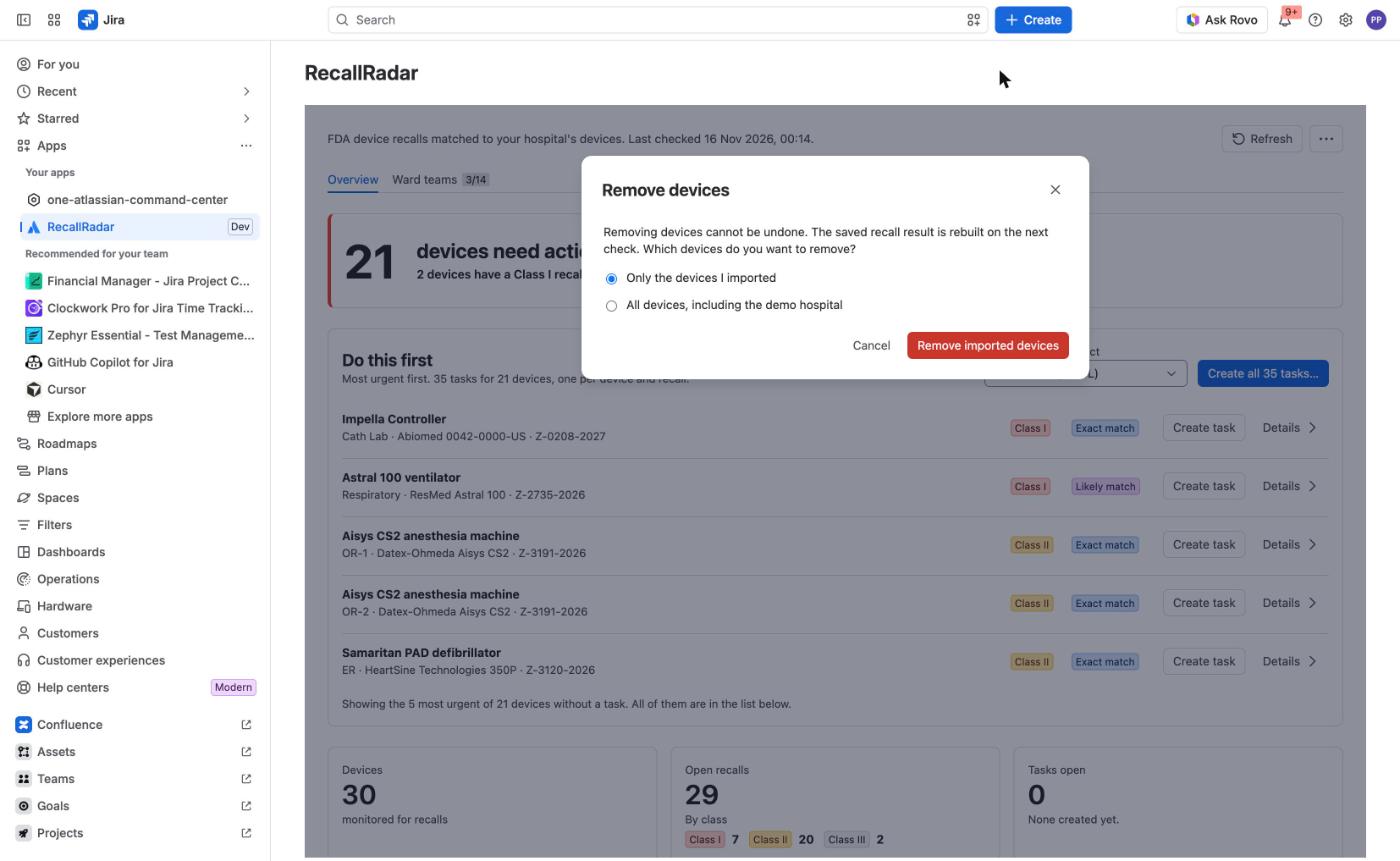 Jira
Search
Create
Ask Rovo
9+
PP
For you
Recent
Starred
Apps
Your apps
one-atlassian-command-center
RecallRadar
Dev
Recommended for your team
Financial Manager - Jira Project C...
Clockwork Pro for Jira Time Tracki...
Zephyr Essential - Test Manageme...
GitHub Copilot for Jira
Cursor
Explore more apps
Roadmaps
Plans
Spaces
Filters
Dashboards
Operations
Hardware
Customers
Customer experiences
Help centers
Modern
Confluence
Assets
Teams
Goals
Projects
RecallRadar
FDA device recalls matched to your hospital's devices. Last checked 16 Nov 2026, 00:14.
Refresh
Overview
Ward teams 3/14
Remove devices
Removing devices cannot be undone. The saved recall result is rebuilt on the next
check. Which devices do you want to remove?
Only the devices I imported
All devices, including the demo hospital
Cancel
Remove imported devices
21
devices need acti
2 devices have a Class I recal
Do this first
Most urgent first. 35 tasks for 21 devices, one per device and recall.
ct
L)
Create all 35 tasks...
Impella Controller
Cath Lab · Abiomed 0042-0000-US · Z-0208-2027
Class I
Exact match
Create task
Details
Astral 100 ventilator
Respiratory · ResMed Astral 100 · Z-2735-2026
Class I
Likely match
Create task
Details
Aisys CS2 anesthesia machine
OR-1 · Datex-Ohmeda Aisys CS2 · Z-3191-2026
Class II
Exact match
Create task
Details
Aisys CS2 anesthesia machine
OR-2 · Datex-Ohmeda Aisys CS2 · Z-3191-2026
Class II
Exact match
Create task
Details
Samaritan PAD defibrillator
ER · HeartSine Technologies 350P · Z-3120-2026
Class II
Exact match
Create task
Details
Showing the 5 most urgent of 21 devices without a task. All of them are in the list below.
Devices
30
monitored for recalls
Open recalls
29
By class
Class I 7 Class II 20 Class III 2
Tasks open
0
None created yet.